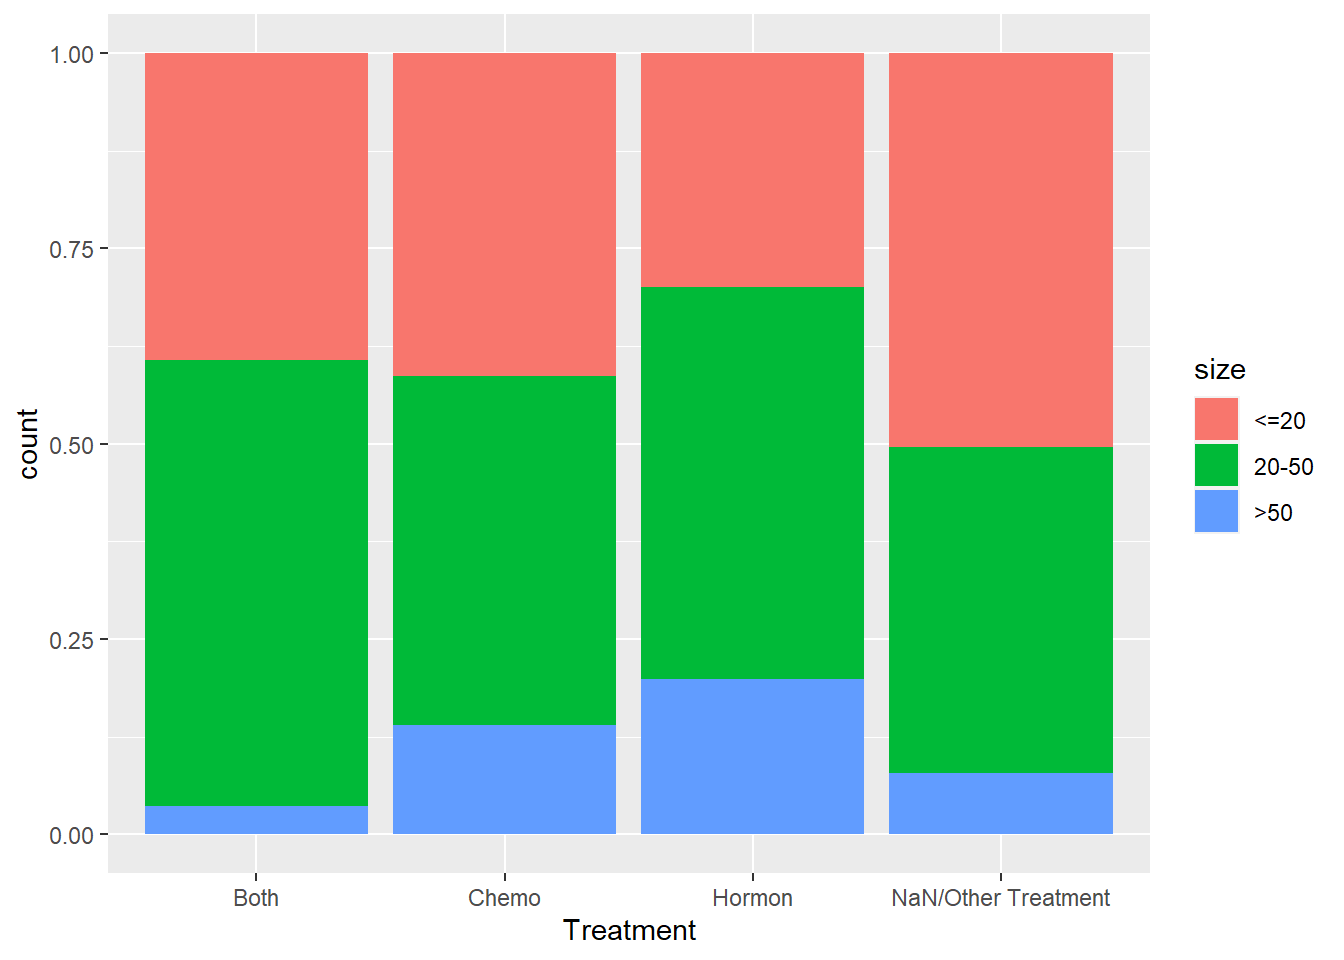 1.00
0.75
0.50
0.25
0.00
count
Both
Chemo
Hormon
NaN/Other Treatment
Treatment
size
<=20
20-50
>50